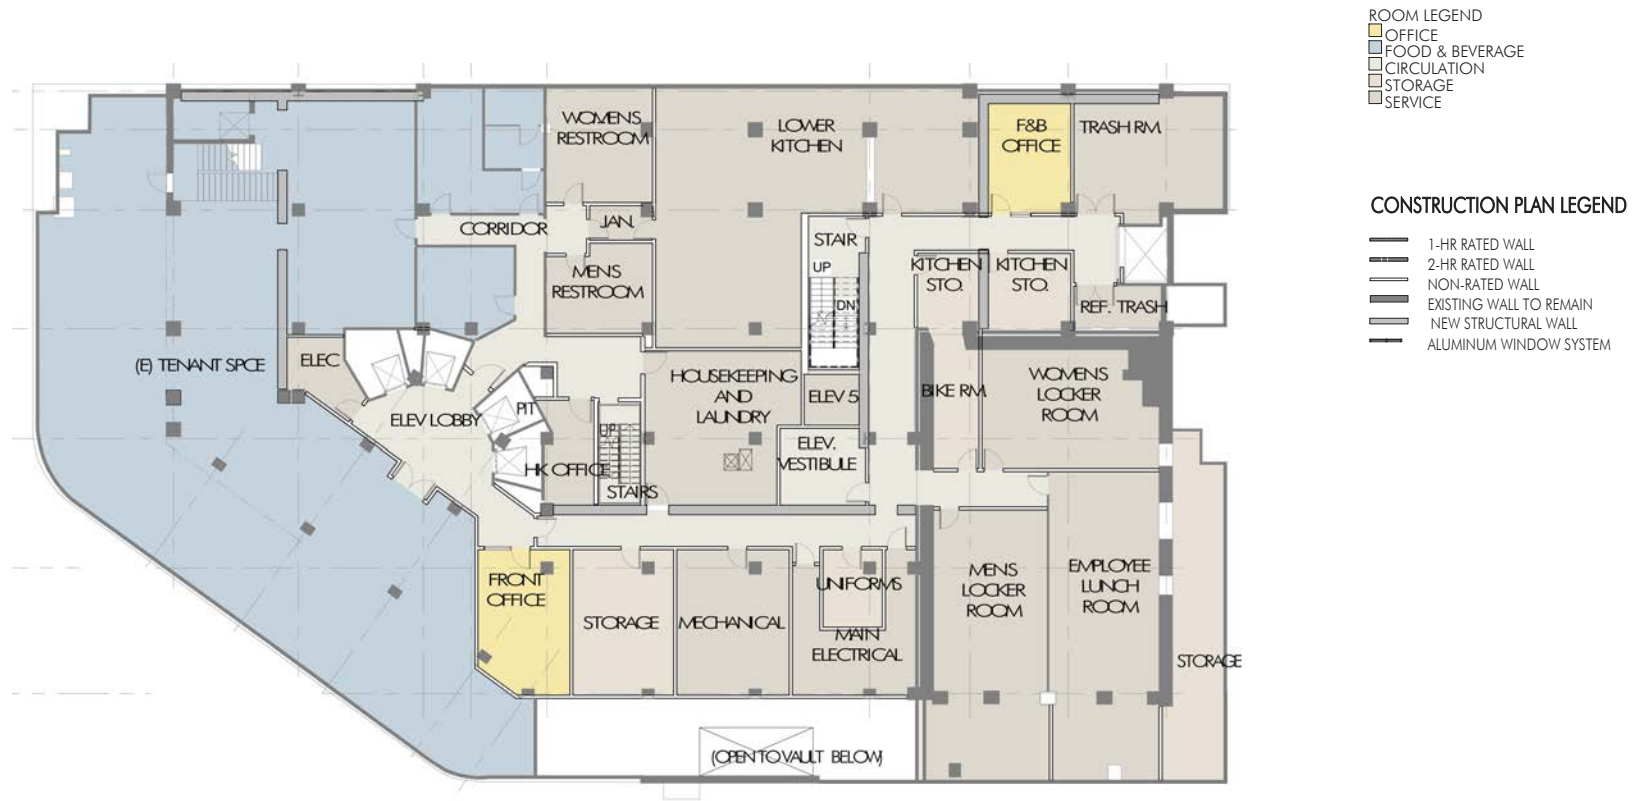 ROOM LEGEND
OFFICE
FOOD & BEVERAGE
CIRCULATION
STORAGE
SERVICE
CONSTRUCTION PLAN LEGEND
1-HR RATED WALL
2-HR RATED WALL
NON-RATED WALL
EXISTING WALL TO REMAIN
NEW STRUCTURAL WALL
ALUMINUM WINDOW SYSTEM
WOMENS
RESTROOM
LOWER
KITCHEN
F&B
OFFICE
TRASH RM.
JAN.
CORRIDOR
STAIR
UP
DN
MENS
RESTROOM
KITCHEN
STO.
KITCHEN
STO.
REF. TRASH
(E) TENANT SPCE
ELEC
ELEV LOBBY
PIT
HOUSEKEEPING
AND
LAUNDRY
ELEV 5
BIKE RM.
WOMENS
LOCKER
ROOM
UP
HK OFFICE
STAIRS
ELEV.
VESTIBULE
FRONT
OFFICE
STORAGE
MECHANICAL
UNIFORMS
MAIN
ELECTRICAL
MENS
LOCKER
ROOM
EMPLOYEE
LUNCH
ROOM
STORAGE
(OPEN TO VAULT BELOW)